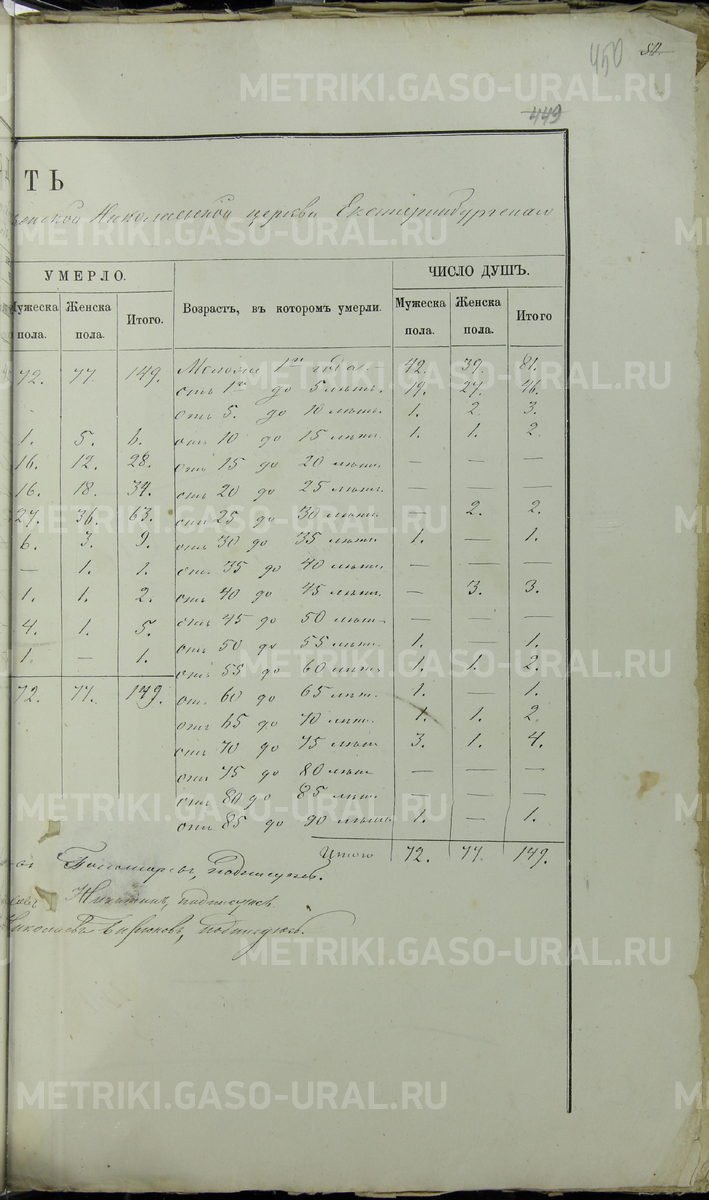 450 82
449
ТЬ
Николаевской церкви Екатеринбургскаго
УМЕРЛО. ЧИСЛО ДУШЪ.
Мужеска пола. Женска пола. Итого. Возрастъ, въ которомъ умерли. Мужеска пола. Женска пола. Итого
72. 77. 149. Моложе 1го года. 42. 39. 81.
отъ 1го до 5 лѣтъ. 19. 27. 46.
- отъ 5. до 10 лѣтъ. 1. 2. 3.
1. 5. 6. отъ 10 до 15 лѣтъ 1. 1. 2.
16. 12. 28. отъ 15 до 20 лѣтъ. — — —
16. 18. 34. отъ 20 до 25 лѣтъ. — — —
27. 36. 63. отъ 25 до 30 лѣтъ. — 2. 2.
6. 3. 9. отъ 30 до 35 лѣтъ. 1. — 1.
— 1. 1. отъ 35 до 40 лѣтъ. — — —
1. 1. 2. отъ 40 до 45 лѣтъ. — 3. 3.
4. 1. 5. отъ 45 до 50 лѣтъ — — —
отъ 50 до 55 лѣтъ. 1. — 1.
1. — 1. отъ 55 до 60 лѣтъ. 1. 1. 2.
72. 77. 149. отъ 60 до 65 лѣтъ. 1. — 1.
отъ 65 до 70 лѣтъ. 1. 1. 2.
отъ 70 до 75 лѣтъ 3. 1. 4.
отъ 75 до 80 лѣтъ — — —
отъ 80 до 85 лѣтъ. — — —
отъ 85 до 90 лѣтъ. 1. — 1.
Итого 72. 77. 149.
Пономаревъ, подписуюсь.
Никитинъ, подписуюсь.
Николаевъ Бирюковъ, подписуюсь.
METRIKI.GASO-URAL.RU